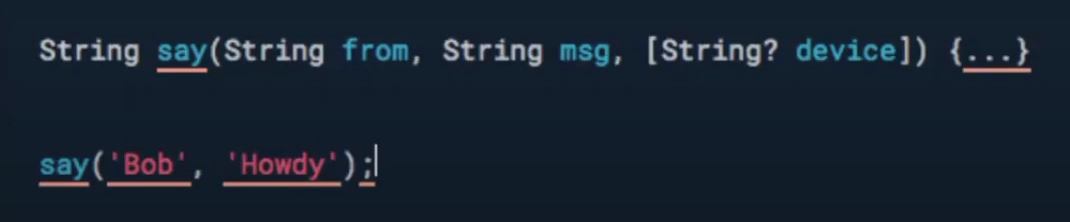 String say(String from, String msg, [String? device]) {...}
say('Bob', 'Howdy');